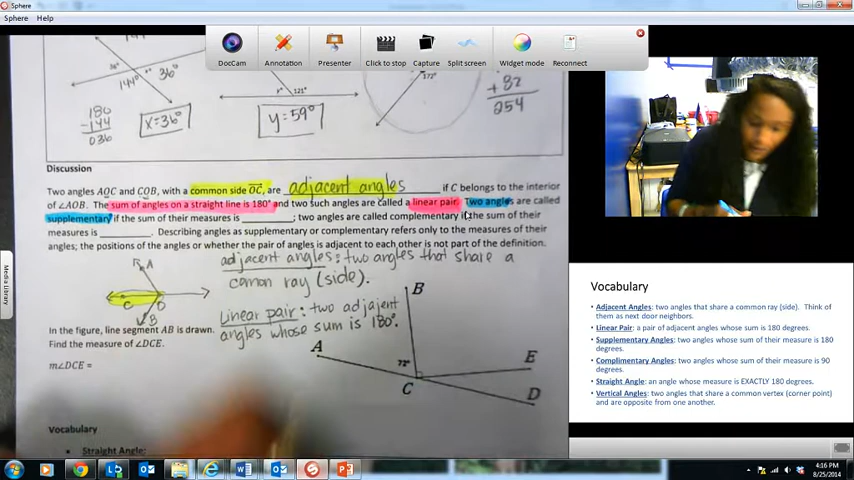 Sphere
Sphere Help
DocCam
Annotation
Presenter
Click to stop
Capture
Split screen
Widget mode
Reconnect
144°
36°
180
-144
036
x=36°
121°
y=59°
372°
+82
254
Discussion
Two angles AOC and COB, with a common side OC, are adjacent angles if C belongs to the interior
of ∠AOB. The sum of angles on a straight line is 180° and two such angles are called a linear pair. Two angles are called
supplementary if the sum of their measures is __________; two angles are called complementary if the sum of their
measures is __________. Describing angles as supplementary or complementary refers only to the measures of their
angles; the positions of the angles or whether the pair of angles is adjacent to each other is not part of the definition.
adjacent angles: two angles that share a
comon ray (side).
Linear pair: two adjajent
angles whose sum is 180°.
A
C
O
B
In the figure, line segment AB is drawn.
Find the measure of ∠DCE.
m∠DCE =
A
B
72°
C
E
D
Vocabulary
• Straight Angle:
Vocabulary
Adjacent Angles: two angles that share a common ray (side). Think of
them as next door neighbors.
Linear Pair: a pair of adjacent angles whose sum is 180 degrees.
Supplementary Angles: two angles whose sum of their measure is 180
degrees.
Complimentary Angles: two angles whose sum of their measure is 90
degrees.
Straight Angle: an angle whose measure is EXACTLY 180 degrees.
Vertical Angles: two angles that share a common vertex (corner point)
and are opposite from one another.
Media Library
4:16 PM
8/25/2014